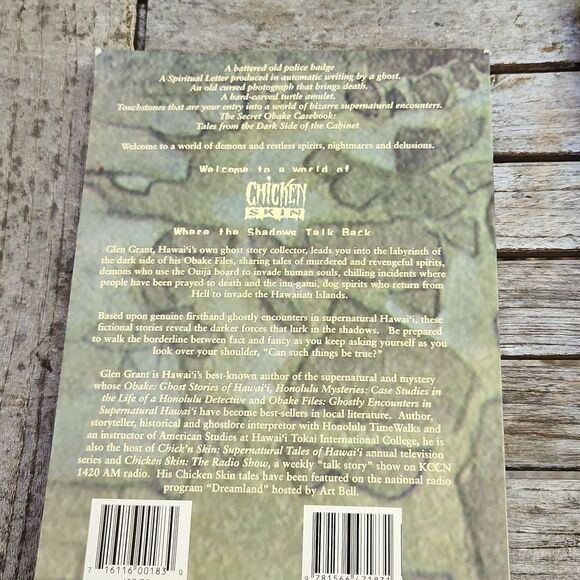 A battered old police badge
A Spiritual Letter produced in automatic writing by a ghost.
An old cursed photograph that brings death.
A hard-carved turtle amulet.
Touchstones that are your entry into a world of bizarre supernatural encounters.
The Secret Obake Casebook:
Tales from the Dark Side of the Cabinet
Welcome to a world of demons and restless spirits, nightmares and delusions.
Welcome to a world of
CHICKEN
SKIN
Where the Shadows Talk Back
Glen Grant, Hawai'i's own ghost story collector, leads you into the labyrinth of
the dark side of his Obake Files, sharing tales of murdered and revengeful spirits,
demons who use the Ouija board to invade human souls, chilling incidents where
people have been prayed to death and the inu-gami, dog spirits who return from
Hell to invade the Hawaiian Islands.
Based upon genuine firsthand ghostly encounters in supernatural Hawai'i, these
fictional stories reveal the darker forces that lurk in the shadows. Be prepared
to walk the borderline between fact and fancy as you keep asking yourself as you
look over your shoulder, "Can such things be true?"
Glen Grant is Hawai'i's best-known author of the supernatural and mystery
whose Obake: Ghost Stories of Hawai'i, Honolulu Mysteries: Case Studies in
the Life of a Honolulu Detective and Obake Files: Ghostly Encounters in
Supernatural Hawai'i have become best-sellers in local literature. Author,
storyteller, historical and ghostlore interpreter with Honolulu TimeWalks and
an instructor of American Studies at Hawai'i Tokai International College, he is
also the host of Chick'n Skin: Supernatural Tales of Hawai'i annual television
series and Chicken Skin: The Radio Show, a weekly "talk story" show on KCCN
1420 AM radio. His Chicken Skin tales have been featured on the national radio
program "Dreamland" hosted by Art Bell.
7 16116 00183 0